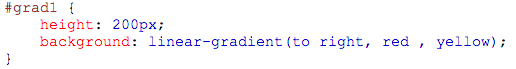 #grad1 {
    height: 200px;
    background: linear-gradient(to right, red , yellow);
}